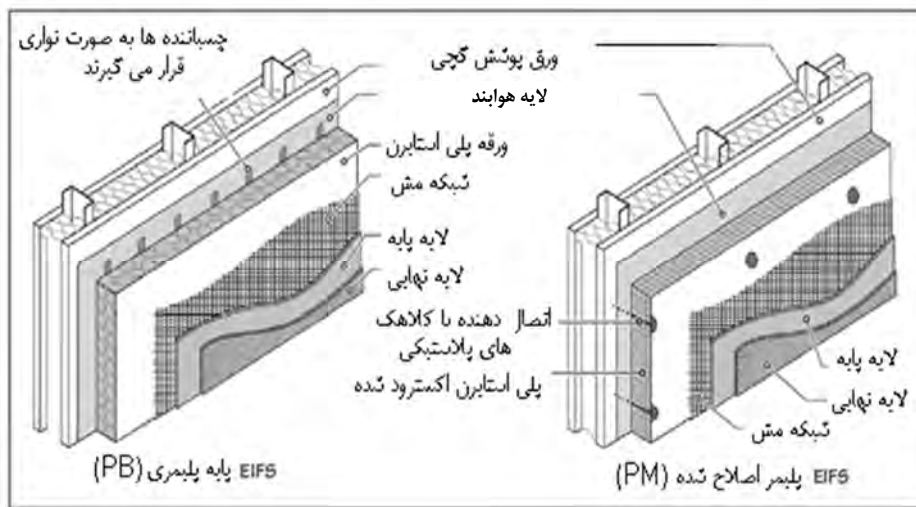 چسباننده ها به صورت نواری
قرار می گیرند
ورق پوشش گچی
لایه هوابند
ورقه پلی استایرن
شبکه مش
لایه پایه
لایه نهایی
اتصال دهنده با کلاهک
های پلاستیکی
پلی استایرن اکسترود شده
لایه پایه
لایه نهایی
شبکه مش
EIFS پایه پلیمری (PB)
EIFS پلیمر اصلاح شده (PM)